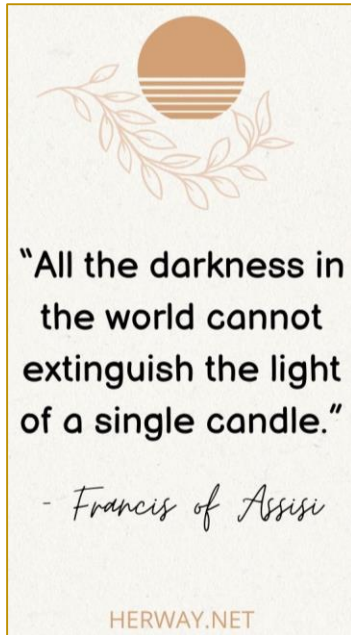 “All the darkness in
the world cannot
extinguish the light
of a single candle.”
- Francis of Assisi
HERWAY.NET